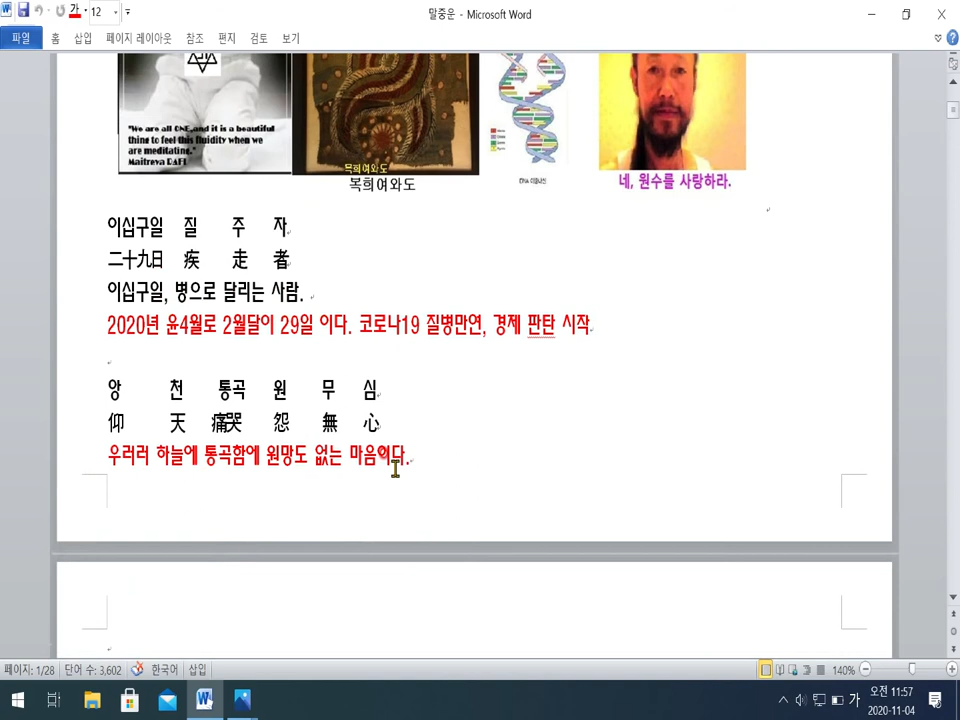 가 12
말중운 - Microsoft Word
파일 홈 삽입 페이지 레이아웃 참조 편지 검토 보기
"We are all ONE,and it is a beautiful
thing to feel this fluidity when we
are meditating."
Maitreya RAEL
복희여와도
복희여와도
네, 원수를 사랑하라.
이십구일 질 주 자
二十九日 疾 走 者
이십구일, 병으로 달리는 사람.
2020년 윤4월로 2월달이 29일 이다. 코로나19 질병만연, 경제 판탄 시작
앙 천 통곡 원 무 심
仰 天 痛哭 怨 無 心
우러러 하늘에 통곡함에 원망도 없는 마음이다.
페이지: 1/28 단어 수: 3,602 한국어 삽입 140%
가 오전 11:57
2020-11-04